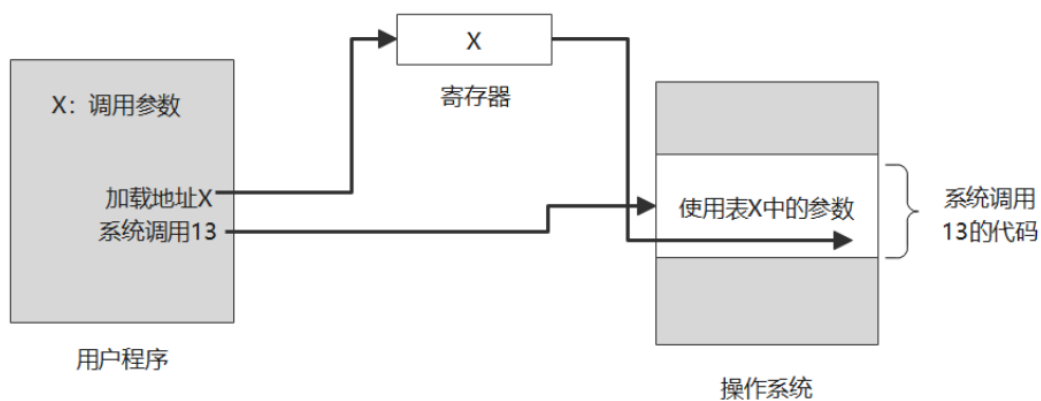 X
寄存器
X：调用参数
加载地址X
系统调用13
用户程序
使用表X中的参数
系统调用
13的代码
操作系统